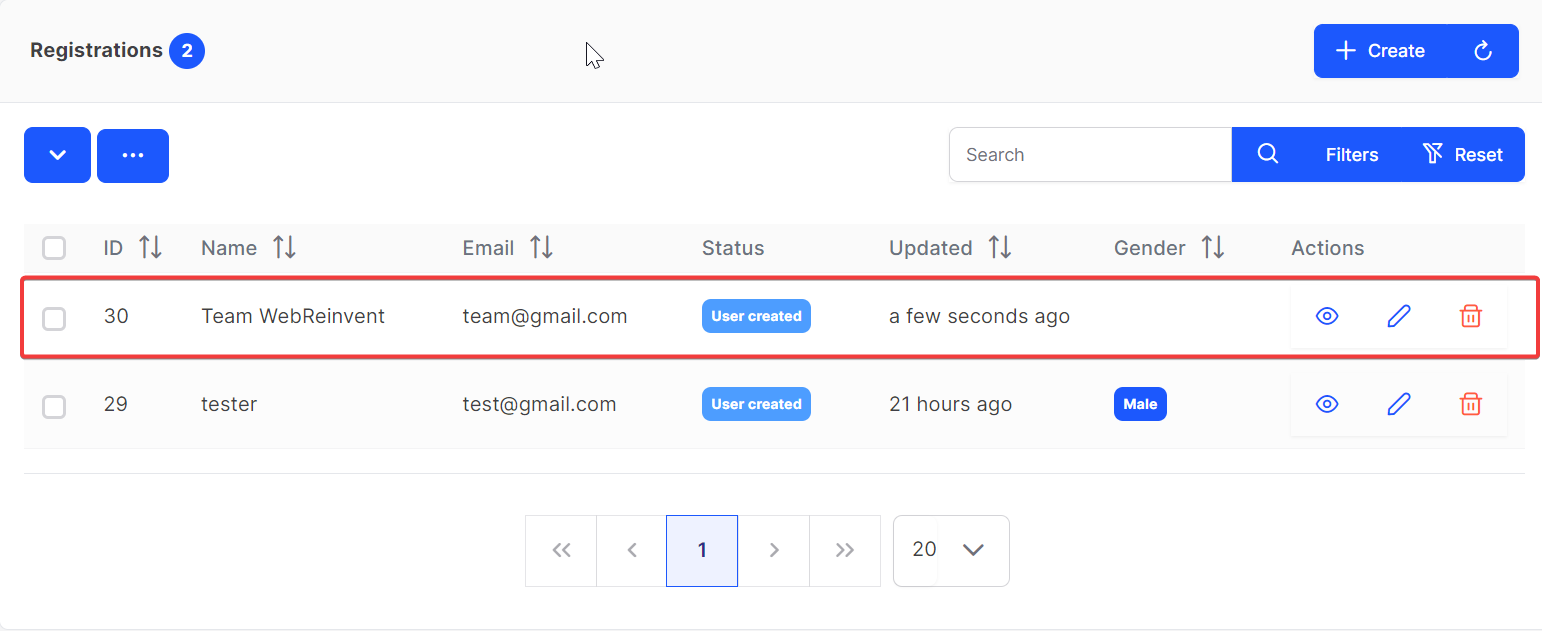 Registrations 2
Create
Search Filters Reset
ID Name Email Status Updated Gender Actions
30 Team WebReinvent team@gmail.com User created a few seconds ago
29 tester test@gmail.com User created 21 hours ago Male
1 20